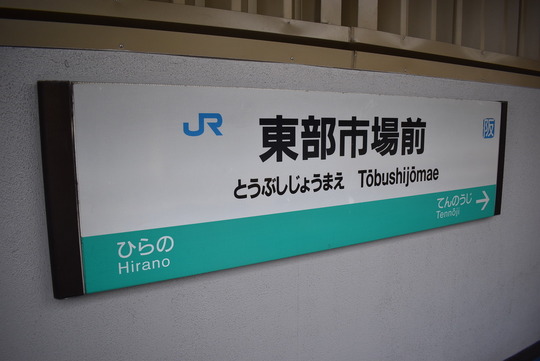 JR
東部市場前
阪
とうぶしじょうまえ Tōbushijōmae
ひらの
Hirano
てんのうじ
Tennōji